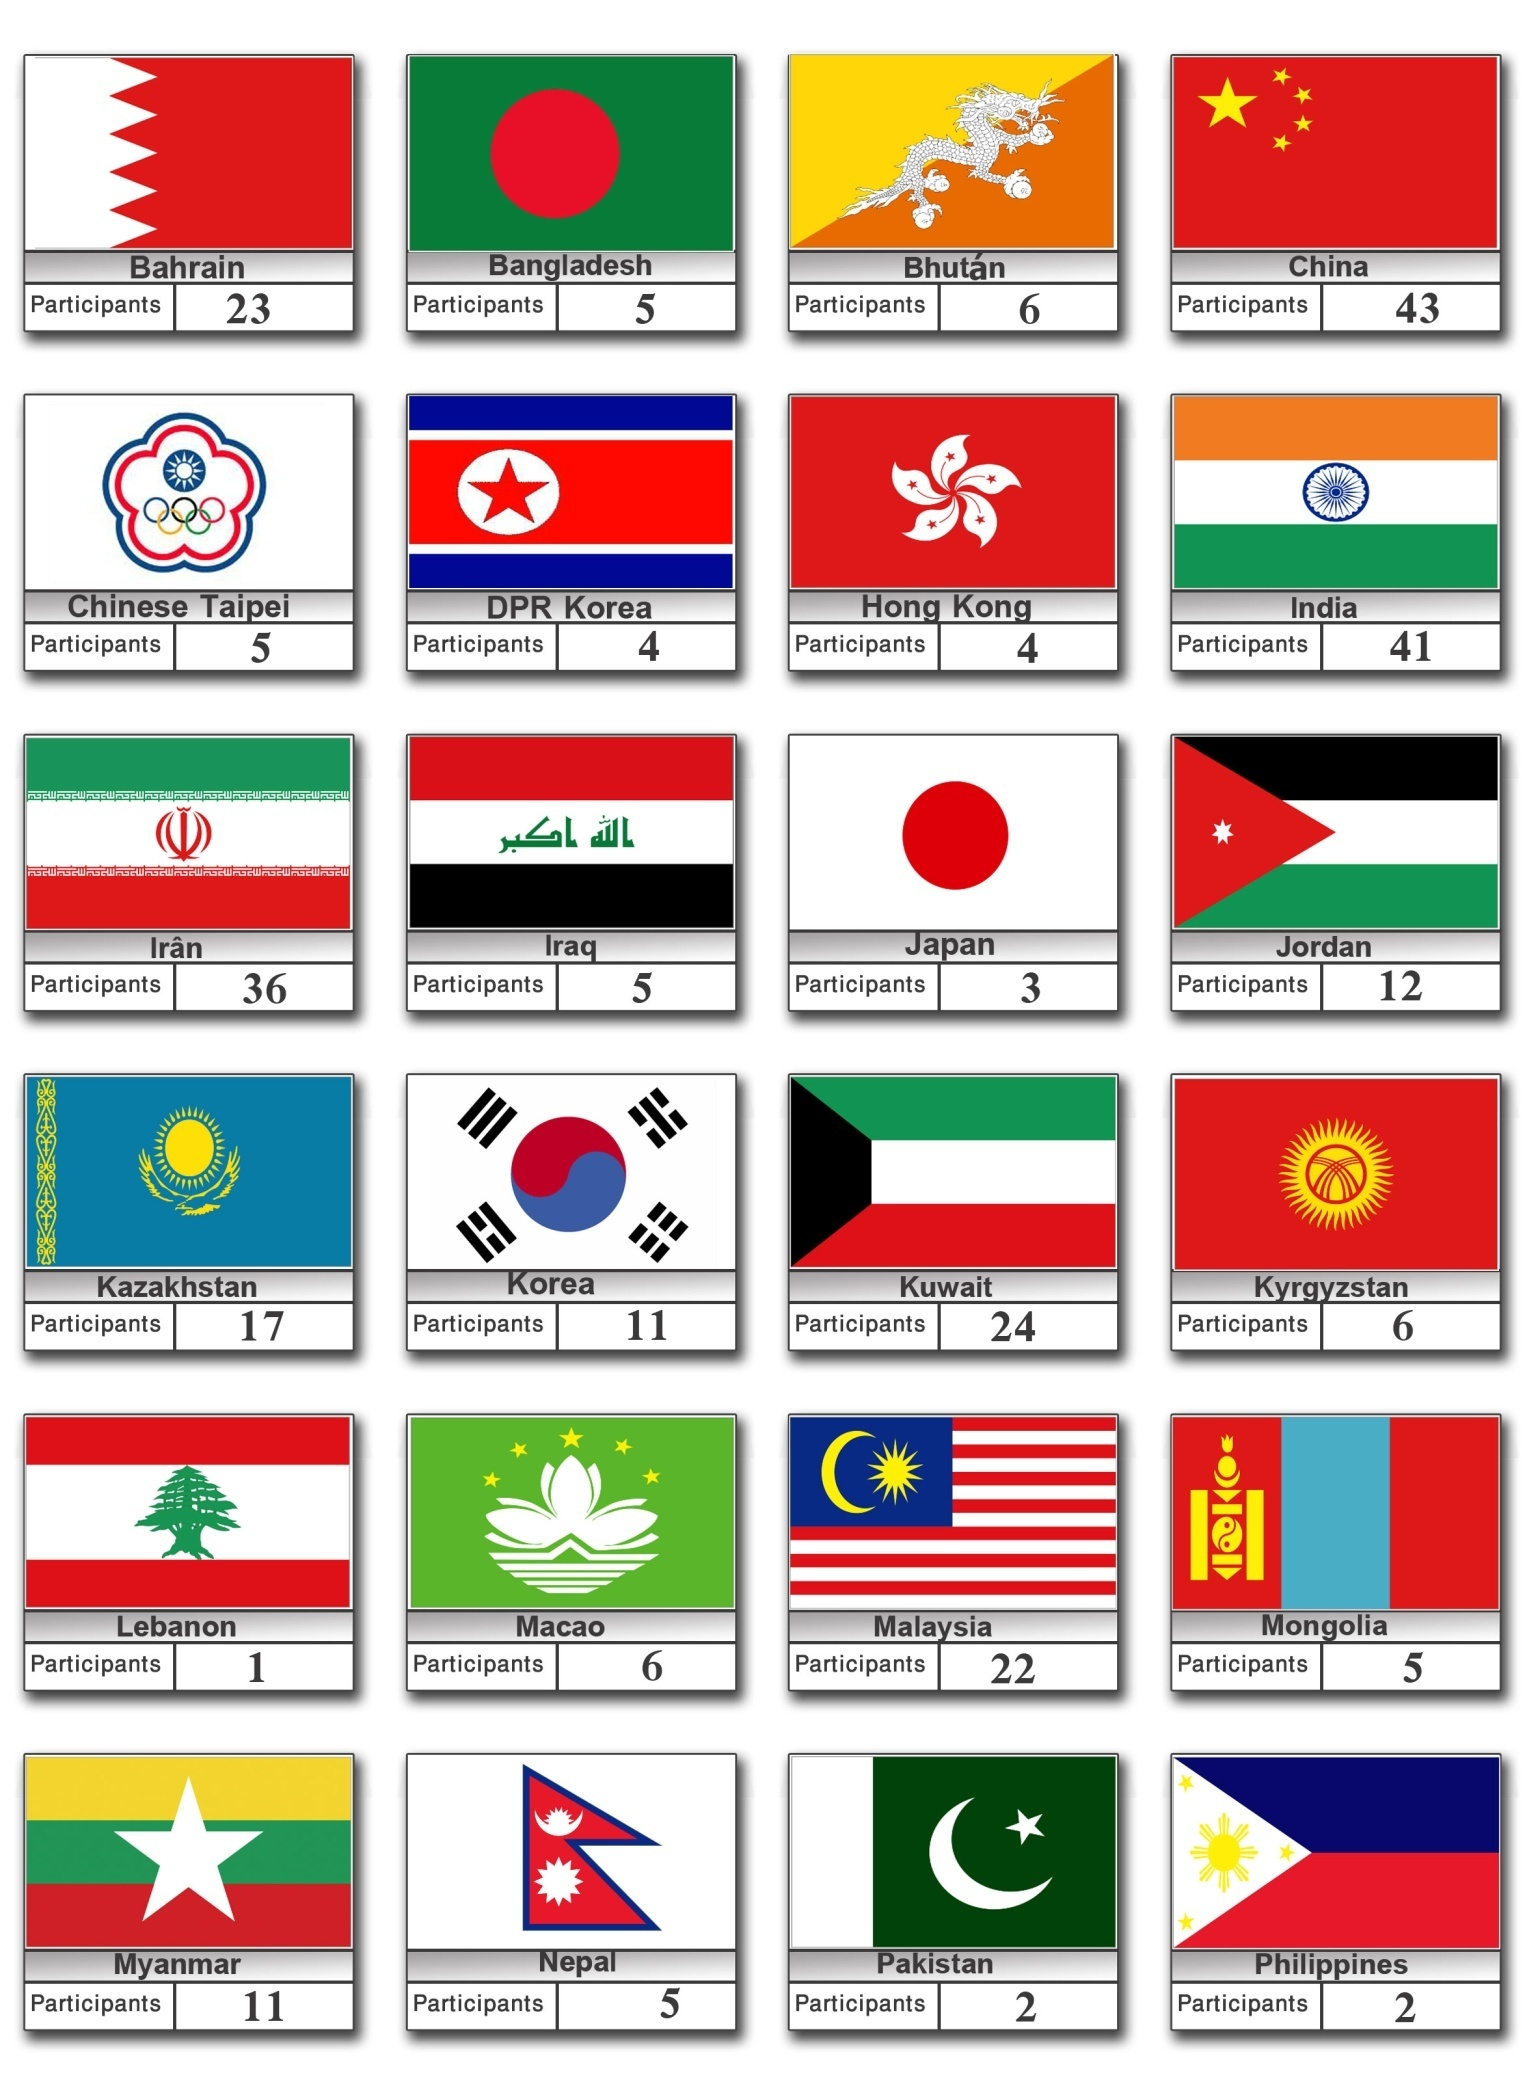 Bahrain
Participants 23
Bangladesh
Participants 5
Bhután
Participants 6
China
Participants 43
Chinese Taipei
Participants 5
DPR Korea
Participants 4
Hong Kong
Participants 4
India
Participants 41
Irân
Participants 36
الله اكبر
Iraq
Participants 5
Japan
Participants 3
Jordan
Participants 12
Kazakhstan
Participants 17
Korea
Participants 11
Kuwait
Participants 24
Kyrgyzstan
Participants 6
Lebanon
Participants 1
Macao
Participants 6
Malaysia
Participants 22
Mongolia
Participants 5
Myanmar
Participants 11
Nepal
Participants 5
Pakistan
Participants 2
Philippines
Participants 2